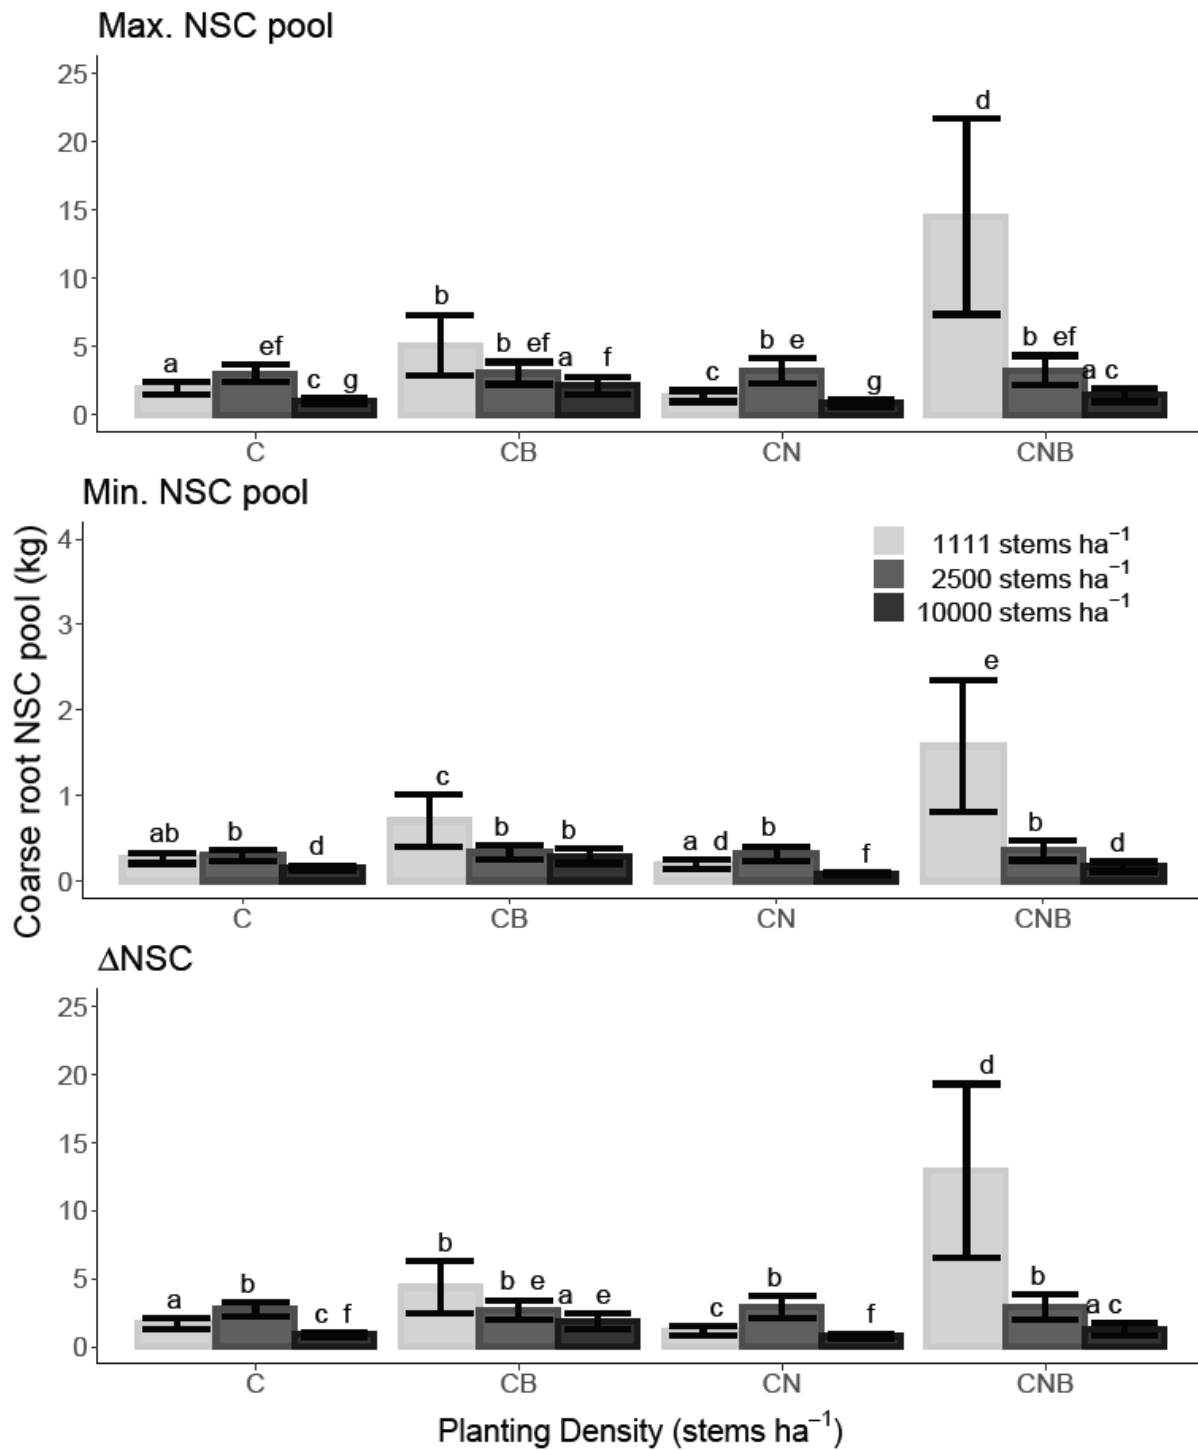 Max. NSC pool
25
20
15
10
5
0
a
ef
c g
b
b ef
a f
c
b e
g
d
b ef
a c
C
CB
CN
CNB
Min. NSC pool
4
3
2
1
0
1111 stems ha⁻¹
2500 stems ha⁻¹
10000 stems ha⁻¹
ab
b
d
c
b
b
a d
b
f
e
b
d
C
CB
CN
CNB
Coarse root NSC pool (kg)
ΔNSC
25
20
15
10
5
0
a
b
c f
b
b e
a e
c
b
f
d
b
a c
C
CB
CN
CNB
Planting Density (stems ha⁻¹)